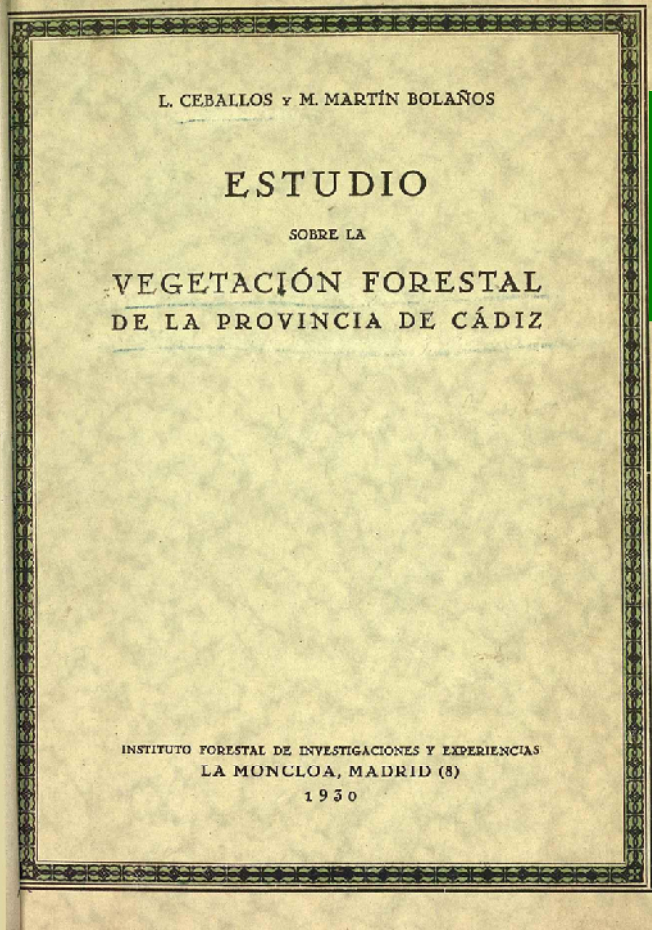 L. CEBALLOS Y M. MARTÍN BOLAÑOS
ESTUDIO
SOBRE LA
VEGETACIÓN FORESTAL
DE LA PROVINCIA DE CÁDIZ
INSTITUTO FORESTAL DE INVESTIGACIONES Y EXPERIENCIAS
LA MONCLOA, MADRID (8)
1930